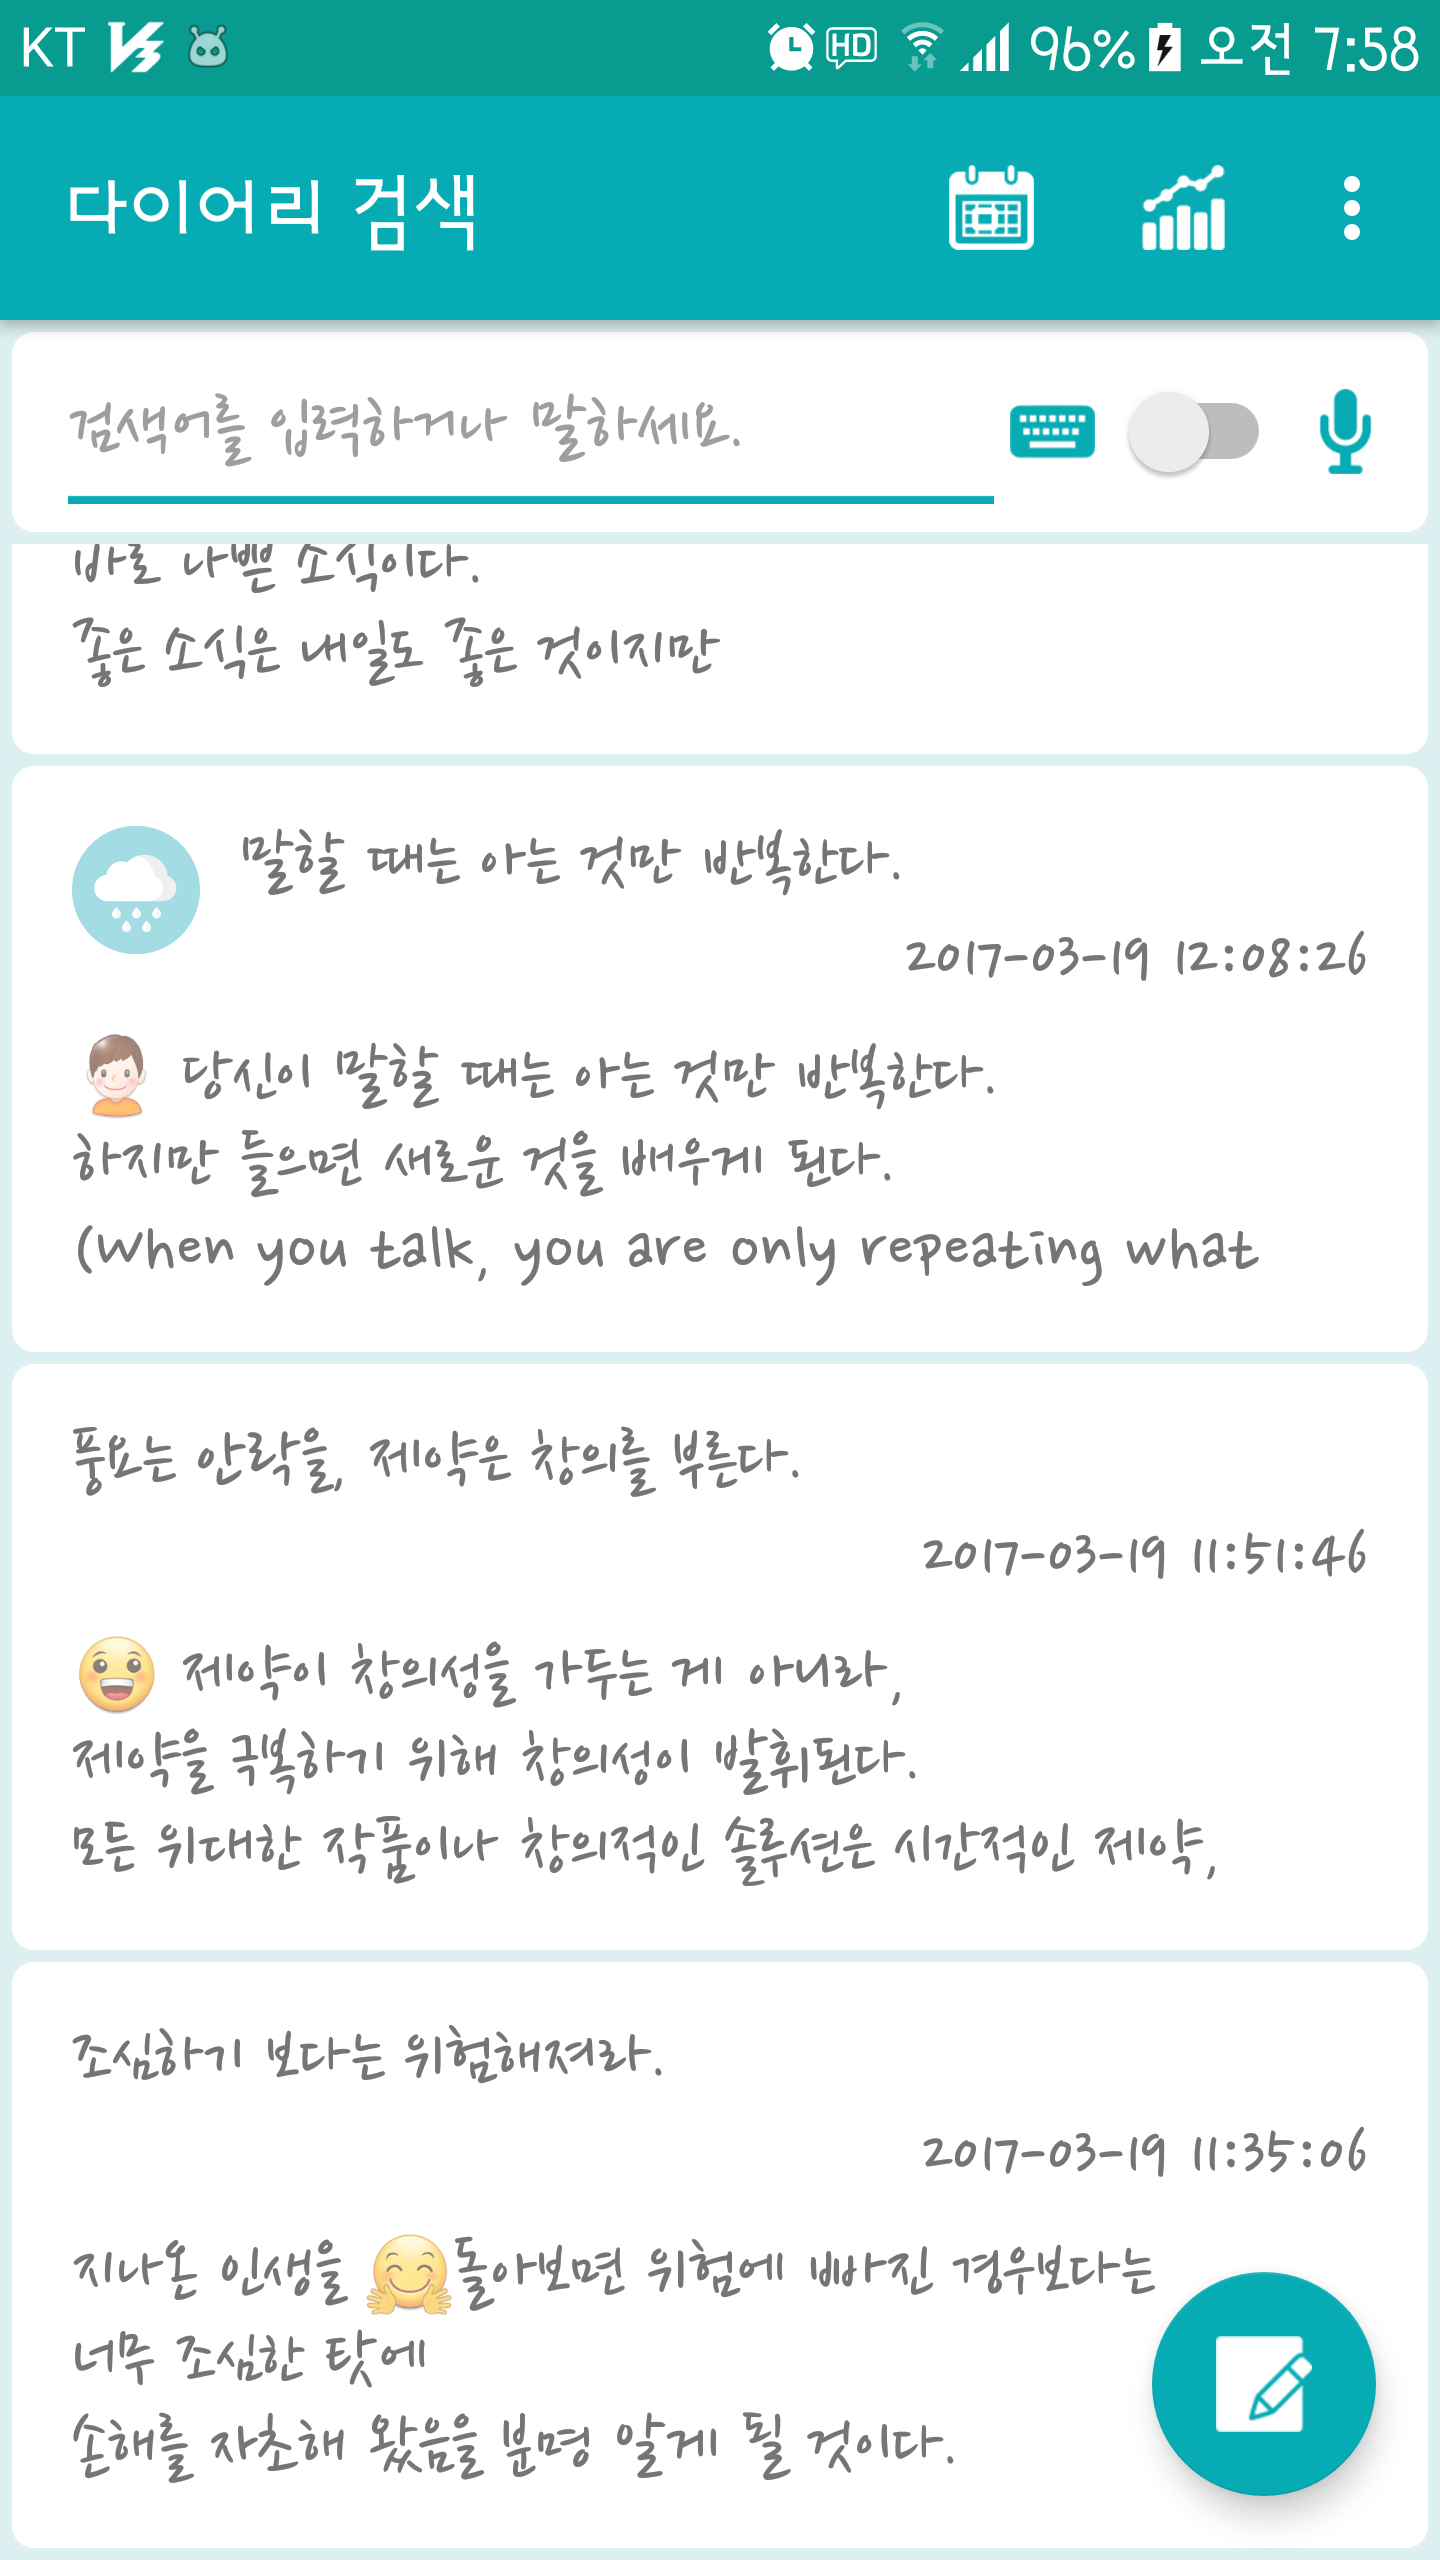 KT HD 96% 오전 7:58
다이어리 검색
검색어를 입력하거나 말하세요.
바로 나쁜 소식이다.
좋은 소식은 내일도 좋은 것이지만
말할 때는 아는 것만 반복한다.
2017-03-19 12:08:26
당신이 말할 때는 아는 것만 반복한다.
하지만 들으면 새로운 것을 배우게 된다.
(When you talk, you are only repeating what
풍요는 안락을, 제약은 창의를 부른다.
2017-03-19 11:51:46
제약이 창의성을 가두는 게 아니라,
제약을 극복하기 위해 창의성이 발휘된다.
모든 위대한 작품이나 창의적인 솔루션은 시간적인 제약,
조심하기 보다는 위험해져라.
2017-03-19 11:35:06
지나온 인생을 돌아보면 위험에 빠진 경우보다는
너무 조심한 탓에
손해를 자초해 왔음을 분명 알게 될 것이다.